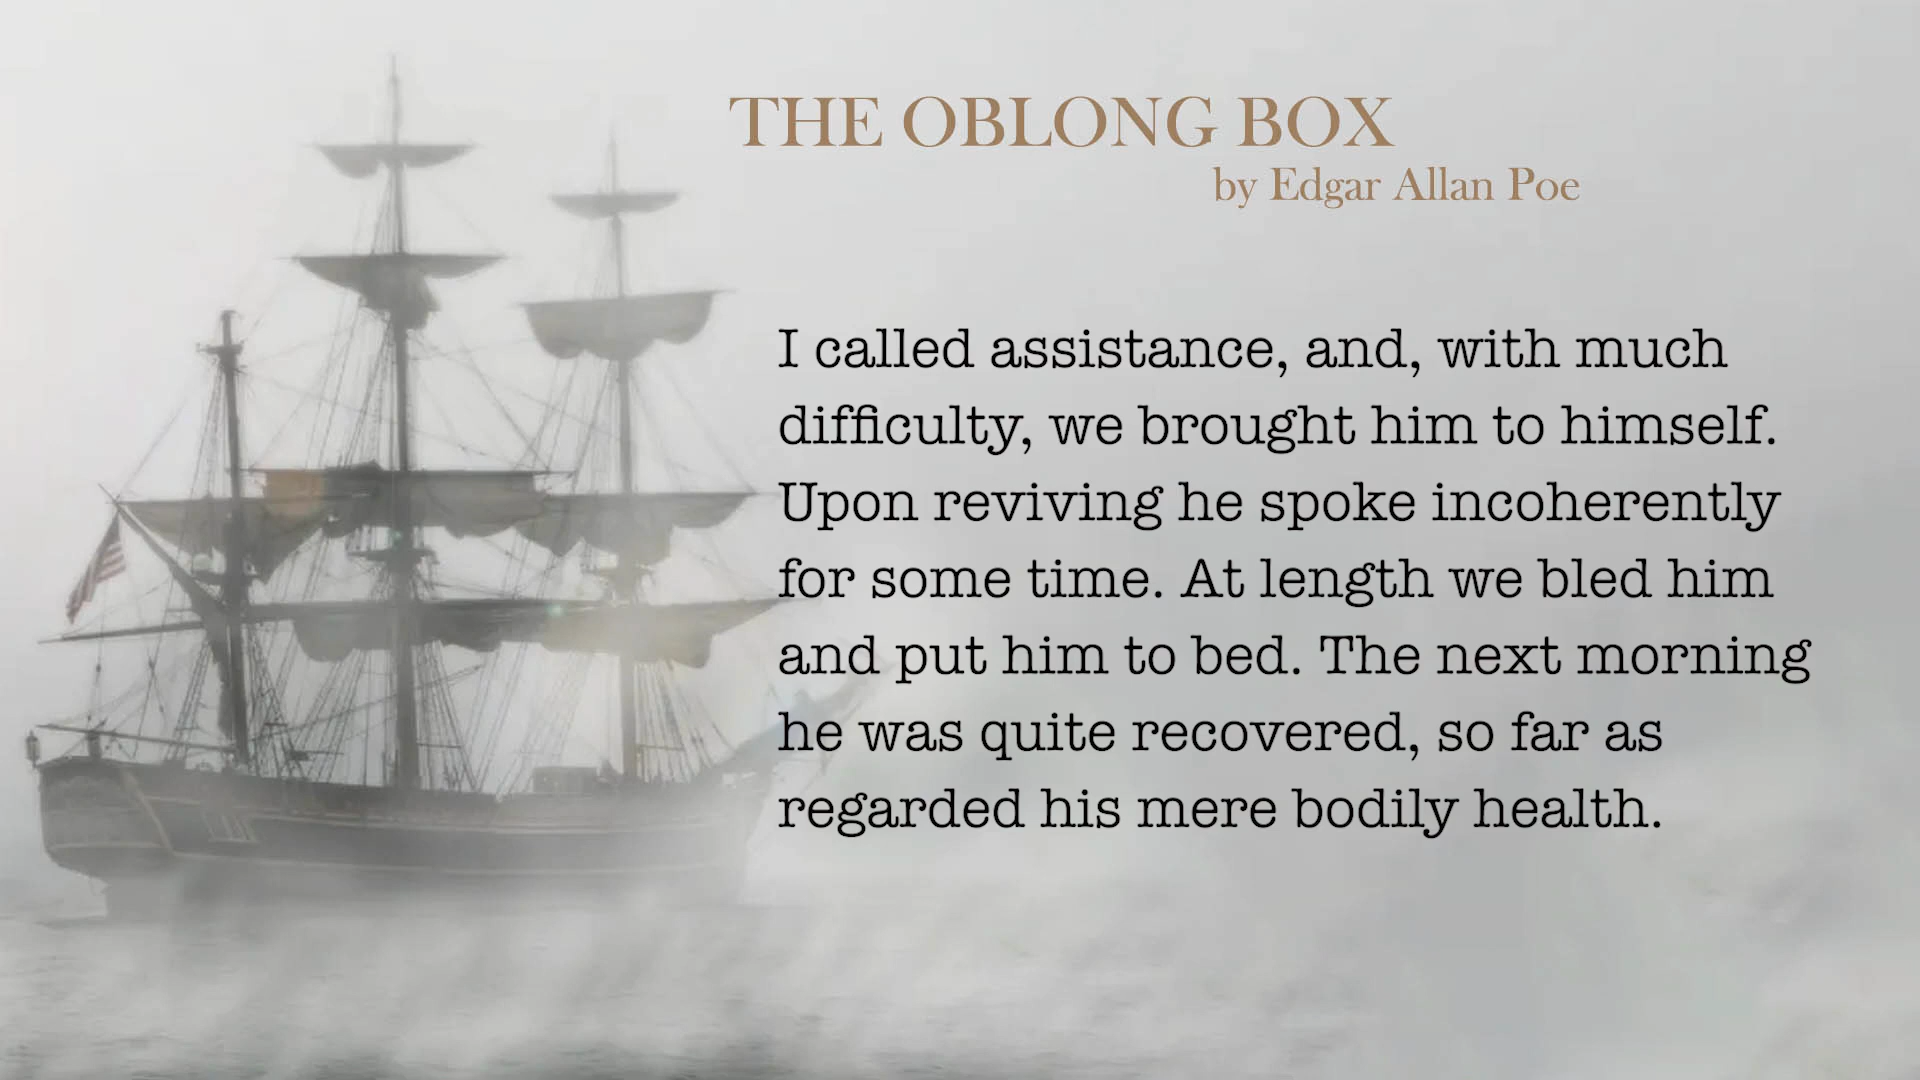 THE OBLONG BOX
by Edgar Allan Poe
I called assistance, and, with much
difficulty, we brought him to himself.
Upon reviving he spoke incoherently
for some time. At length we bled him
and put him to bed. The next morning
he was quite recovered, so far as
regarded his mere bodily health.